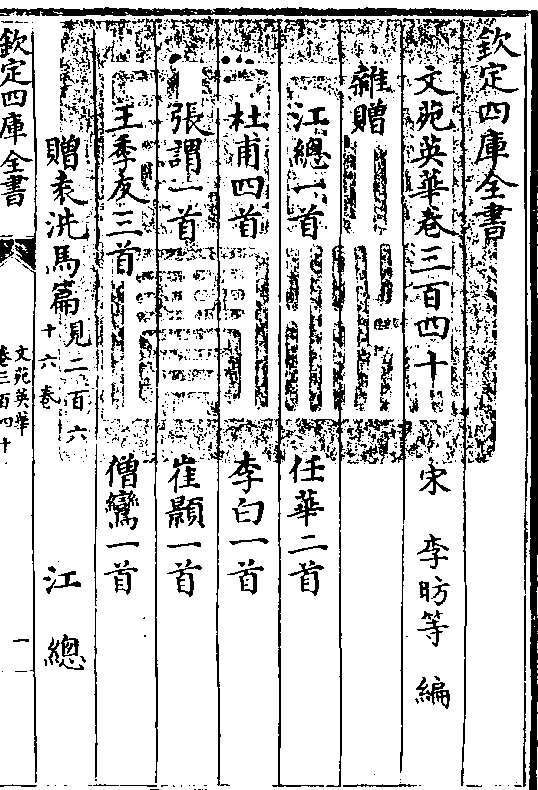 欽定四庫全書
文苑英華卷三百四十
宋 李昉等 編
雜贈
江總一首 任華二首
杜甫四首 李白一首
張謂一首 崔顥一首
王季友三首 僧鸞一首
贈袁洗馬篇見二百六十六卷 江總
欽定四庫全書
文苑英華
卷三百四十
一